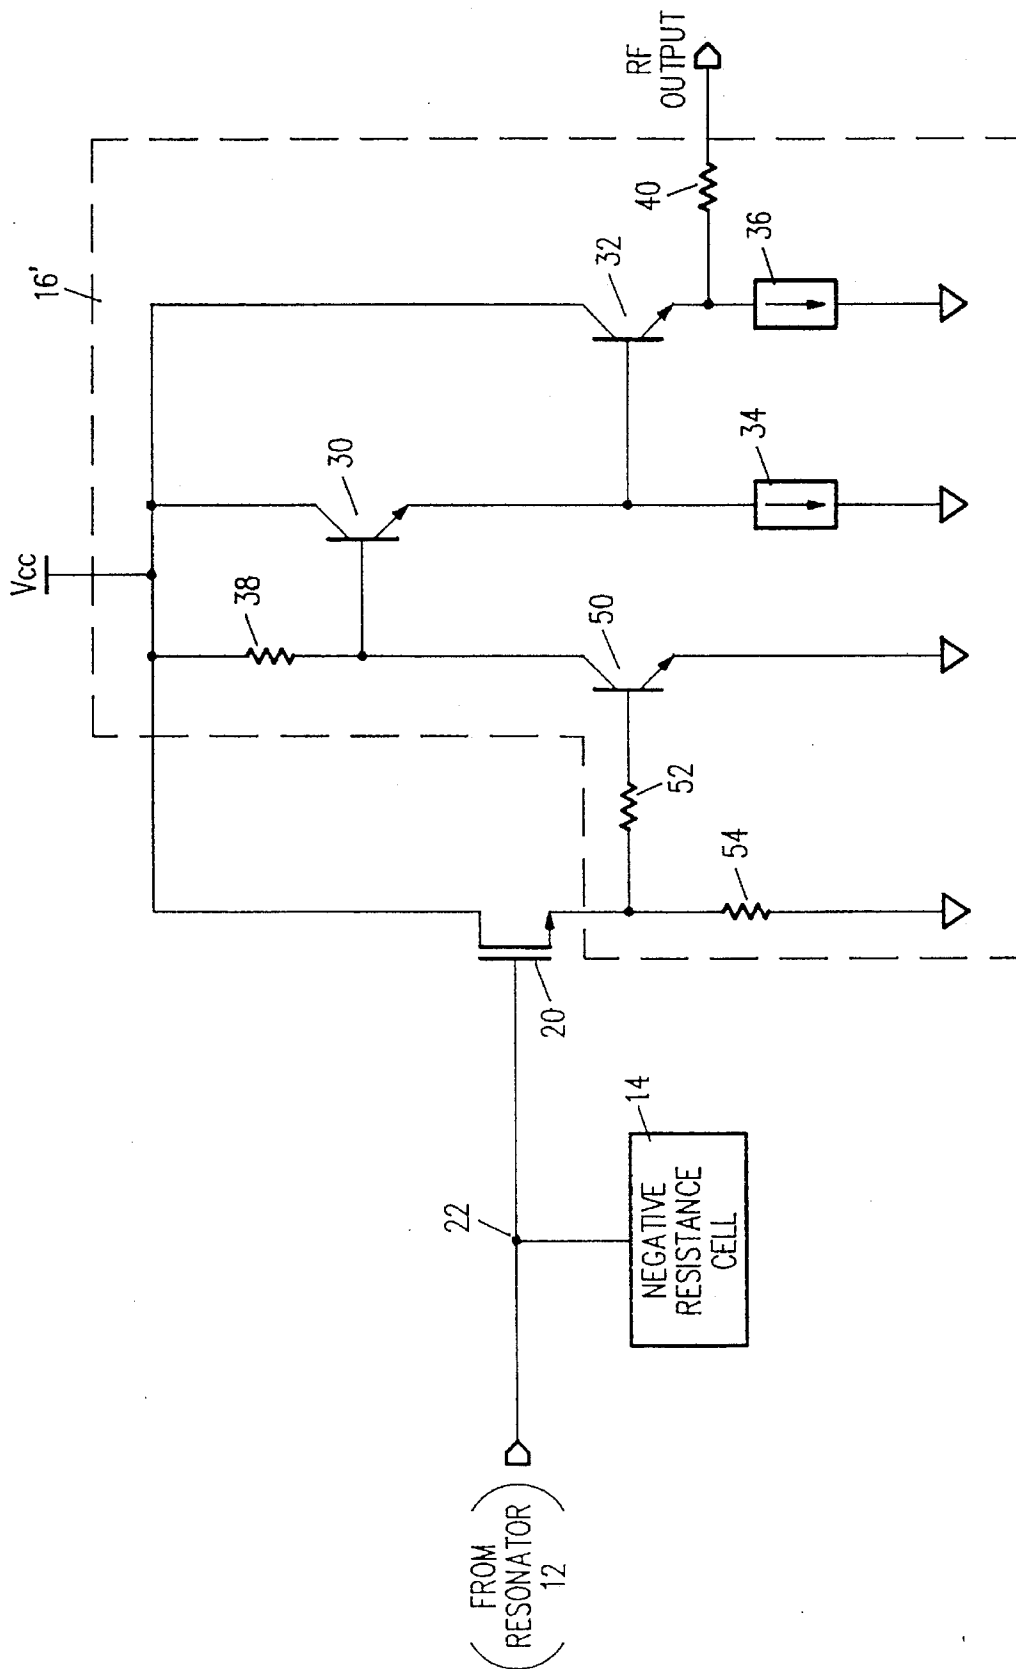 Vcc
16'
RF
OUTPUT
38
30
32
40
36
34
50
52
54
20
22
14
NEGATIVE
RESISTANCE
CELL
FROM
RESONATOR
12